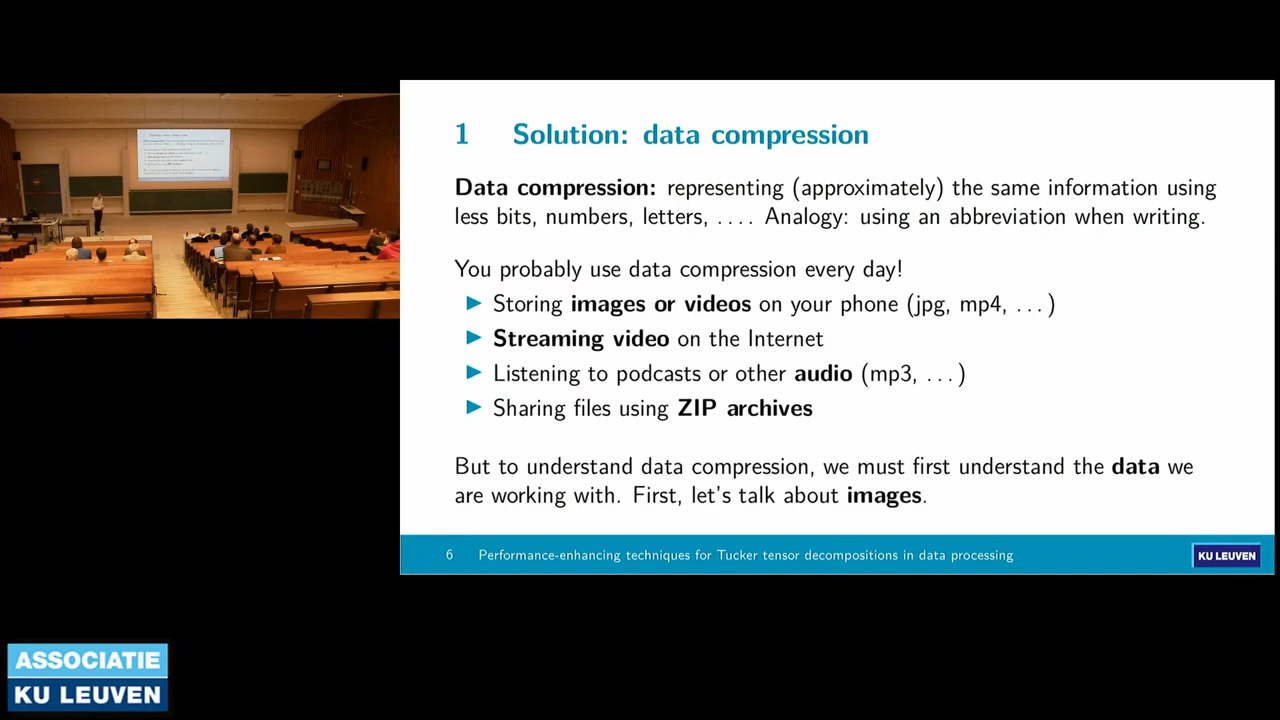 1 Solution: data compression
Data compression: representing (approximately) the same information using
less bits, numbers, letters, .... Analogy: using an abbreviation when writing.
You probably use data compression every day!
▶ Storing images or videos on your phone (jpg, mp4, ...)
▶ Streaming video on the Internet
▶ Listening to podcasts or other audio (mp3, ...)
▶ Sharing files using ZIP archives
But to understand data compression, we must first understand the data we
are working with. First, let's talk about images.
6 Performance-enhancing techniques for Tucker tensor decompositions in data processing
KU LEUVEN
ASSOCIATIE
KU LEUVEN